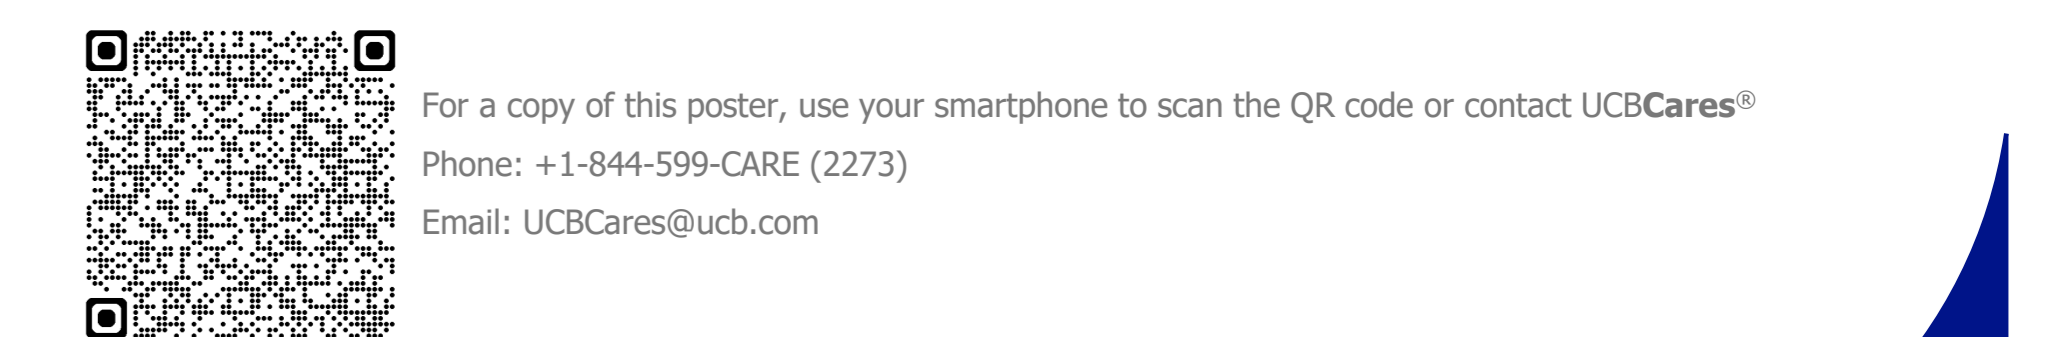 For a copy of this poster, use your smartphone to scan the QR code or contact UCBCares®
Phone: +1-844-599-CARE (2273)
Email: UCBCares@ucb.com